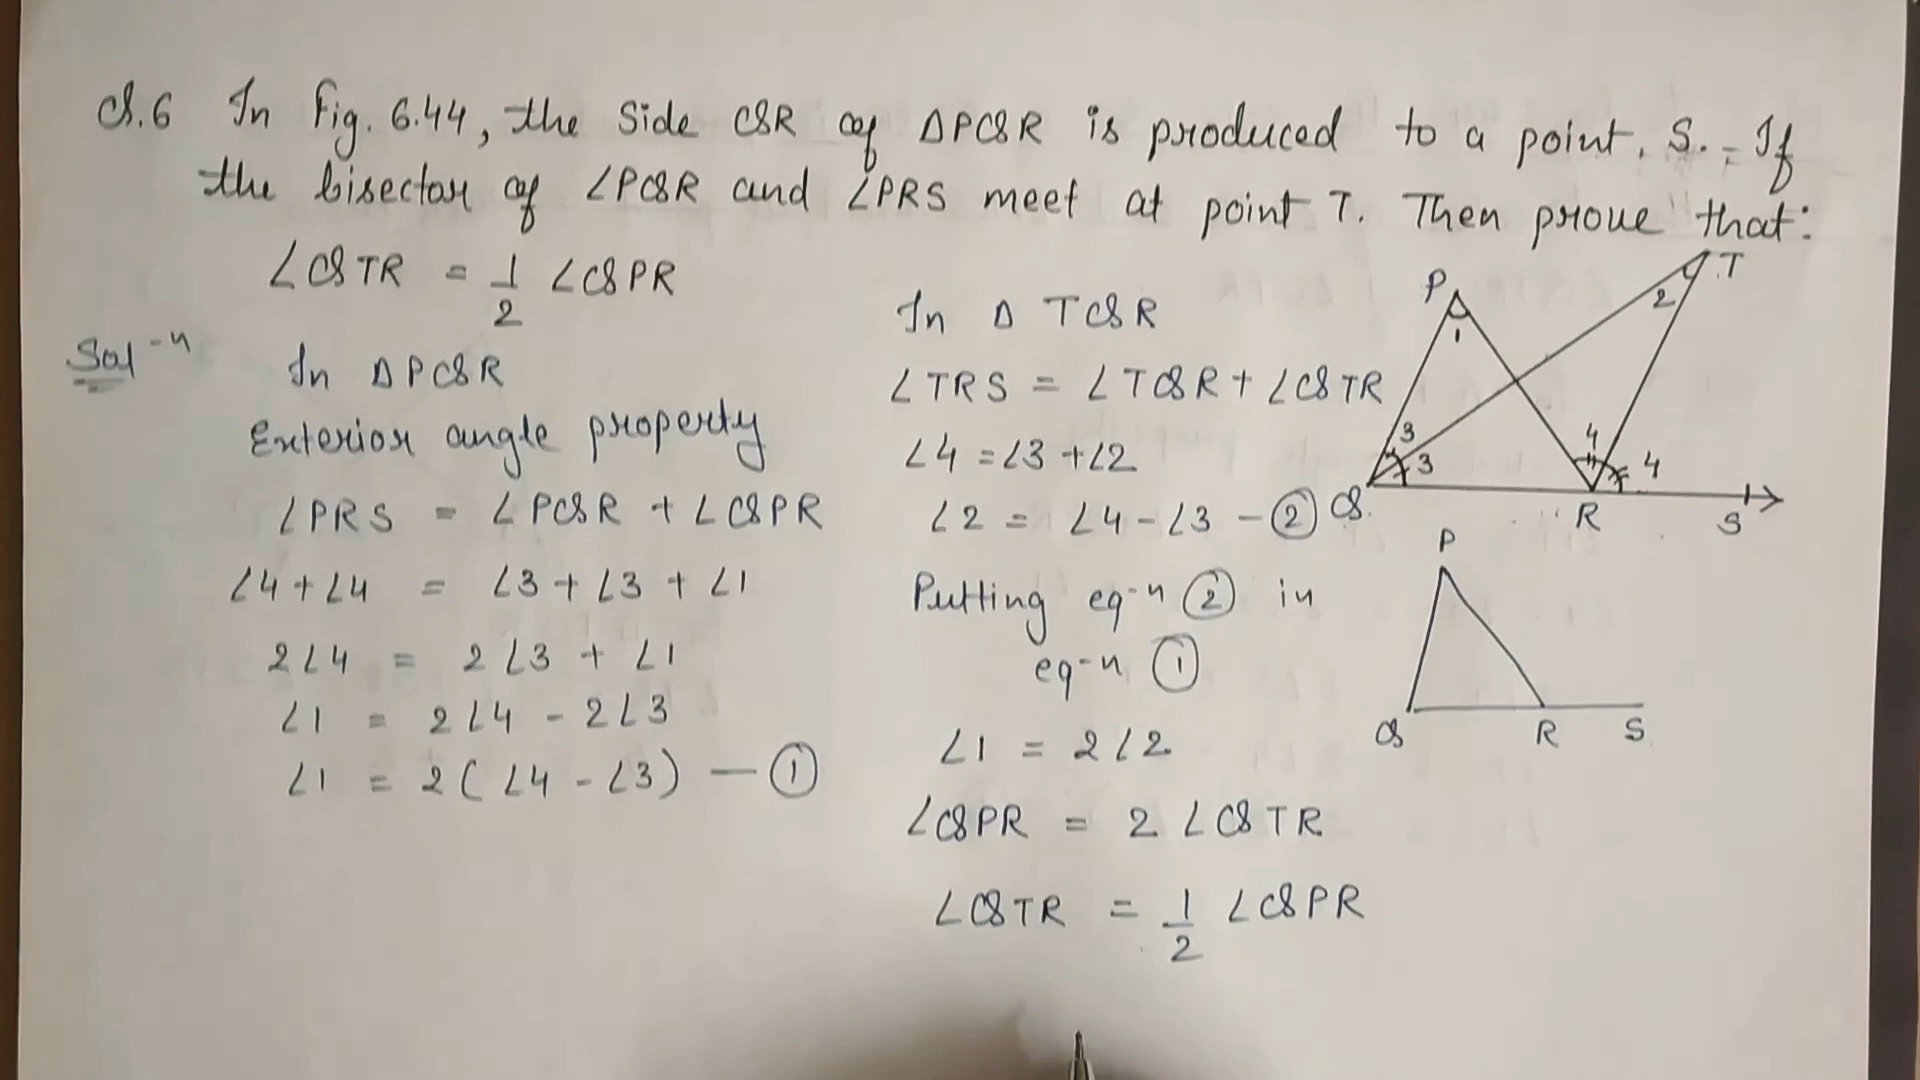 Q.6 In Fig. 6.44, the Side QR of ΔPQR is produced to a point, S. If
the bisector of ∠PQR and ∠PRS meet at point T. Then prove that:
∠QTR = 1/2 ∠QPR
Sol-n In ΔPQR
Exterior angle property
∠PRS = ∠PQR + ∠QPR
∠4 + ∠4 = ∠3 + ∠3 + ∠1
2∠4 = 2∠3 + ∠1
∠1 = 2∠4 - 2∠3
∠1 = 2(∠4 - ∠3) — ①
In Δ TQR
∠TRS = ∠TQR + ∠QTR
∠4 = ∠3 + ∠2
∠2 = ∠4 - ∠3 - ②
Putting eq-n ② in
eq-n ①
∠1 = 2∠2
∠QPR = 2 ∠QTR
∠QTR = 1/2 ∠QPR
P
T
1
2
3
3
4
4
Q
R
S
P
Q
R
S